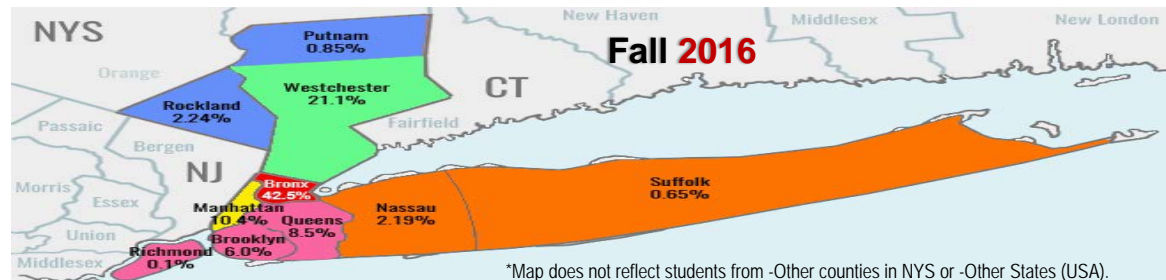 NYS
Putnam
0.85%
New Haven
Middlesex
New London
Fall 2016
Orange
Westchester
21.1%
CT
Rockland
2.24%
Passaic
Fairfield
Bergen
NJ
Morris
Essex
Bronx
42.5%
Suffolk
0.65%
Manhattan
10.4%
Queens
8.5%
Nassau
2.19%
Union
Brooklyn
6.0%
Richmond
0.1%
Middlesex
*Map does not reflect students from -Other counties in NYS or -Other States (USA).